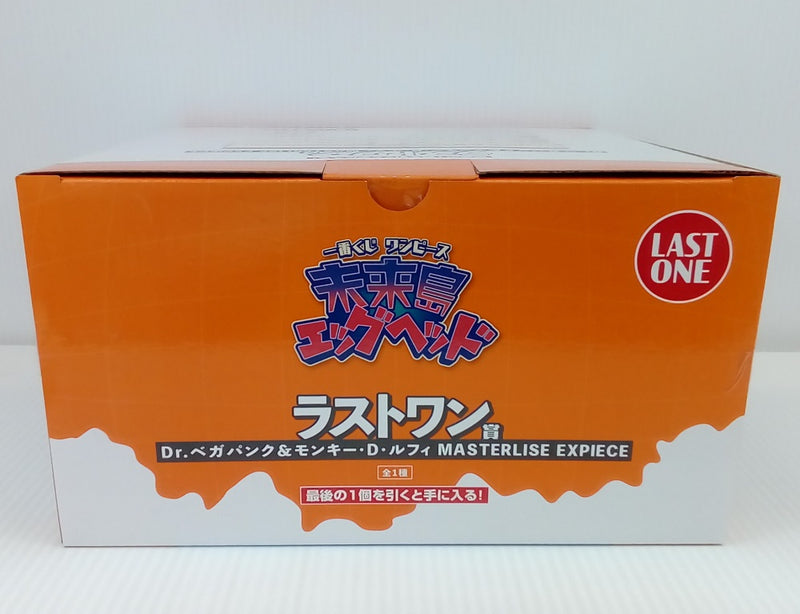 一番くじ ワンピース
未来島
エッグヘッド
LAST
ONE
ラストワン賞
Dr.ベガパンク&モンキー・D・ルフィ MASTERLISE EXPIECE
全1種
最後の1個を引くと手に入る!